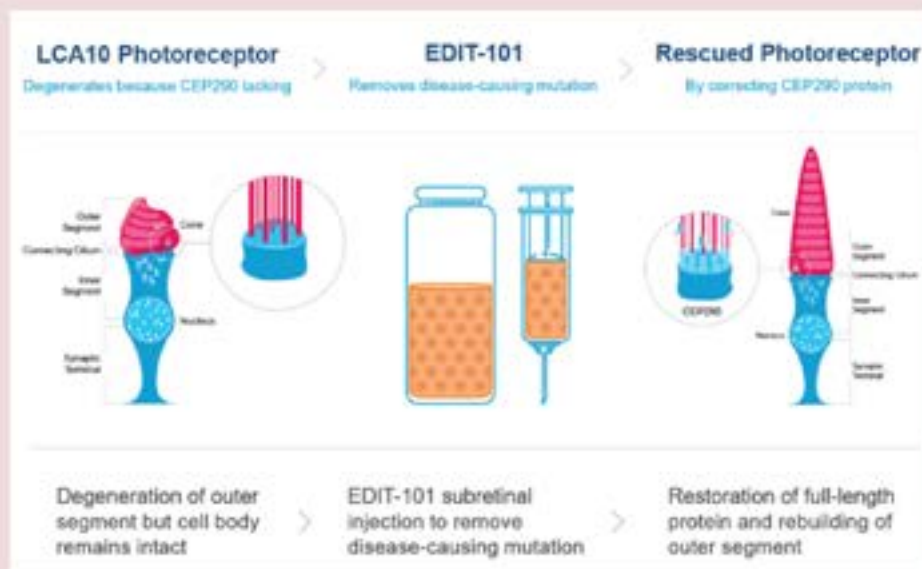 LCA10 Photoreceptor
Degenerates because CEP290 lacking
EDIT-101
Removes disease-causing mutation
Rescued Photoreceptor
By correcting CEP290 protein
Outer
Segment
Connecting Cilium
Inner
Segment
Synaptic
Terminal
Cone
Nucleus
CEP290
Cone
Nucleus
Outer
Segment
Connecting Cilium
Inner
Segment
Synaptic
Terminal
Degeneration of outer
segment but cell body
remains intact
EDIT-101 subretinal
injection to remove
disease-causing mutation
Restoration of full-length
protein and rebuilding of
outer segment